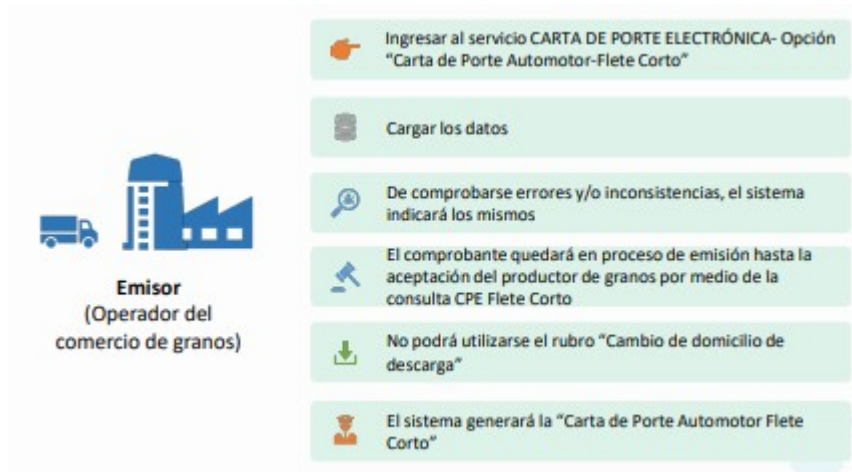 Ingresar al servicio CARTA DE PORTE ELECTRÓNICA- Opción
“Carta de Porte Automotor-Flete Corto”
Cargar los datos
De comprobarse errores y/o inconsistencias, el sistema
indicará los mismos
El comprobante quedará en proceso de emisión hasta la
aceptación del productor de granos por medio de la
consulta CPE Flete Corto
No podrá utilizarse el rubro “Cambio de domicilio de
descarga”
El sistema generará la “Carta de Porte Automotor Flete
Corto”
Emisor
(Operador del
comercio de granos)